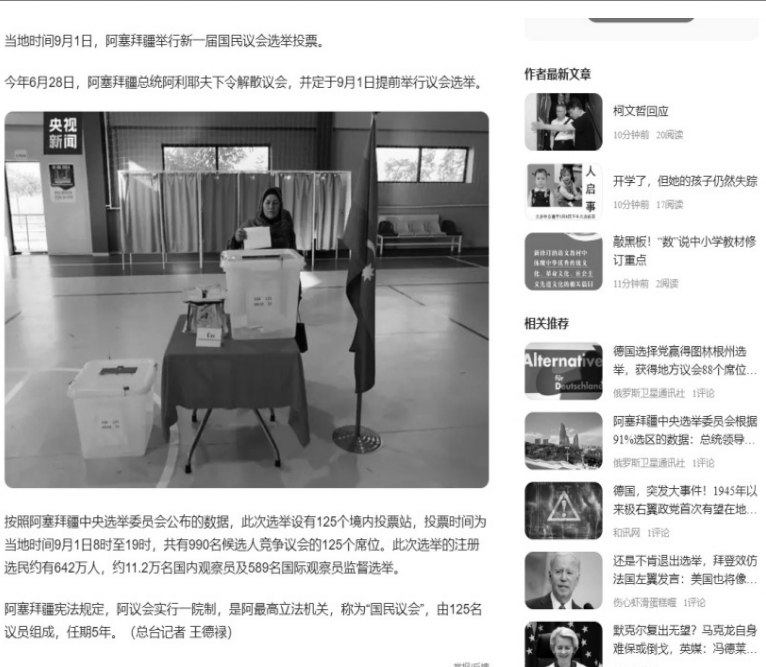 当地时间9月1日，阿塞拜疆举行新一届国民议会选举投票。
今年6月28日，阿塞拜疆总统阿利耶夫下令解散议会，并定于9月1日提前举行议会选举。
央视
新闻
按照阿塞拜疆中央选举委员会公布的数据，此次选举设有125个境内投票站，投票时间为
当地时间9月1日8时至19时，共有990名候选人竞争议会的125个席位。此次选举的注册
选民约有642万人，约11.2万名国内观察员及589名国际观察员监督选举。
阿塞拜疆宪法规定，阿议会实行一院制，是阿最高立法机关，称为“国民议会”，由125名
议员组成，任期5年。（总台记者 王德禄）
作者最新文章
柯文哲回应
10分钟前 20阅读
人
启
事
开学了，但她的孩子仍然失踪
10分钟前 17阅读
敲黑板！“数”说中小学教材修
订重点
11分钟前 2阅读
相关推荐
Alternative
für
Deutschland
德国选择党赢得图林根州选
举，获得地方议会88个席位...
俄罗斯卫星通讯社 1评论
阿塞拜疆中央选举委员会根据
91%选区的数据：总统领导...
俄罗斯卫星通讯社 1评论
德国，突发大事件！1945年以
来极右翼政党首次有望在地...
和讯网 1评论
还是不肯退出选举，拜登效仿
法国左翼发言：美国也将像...
伤心虾滑蛋糕喔 1评论
默克尔复出无望？马克龙自身
难保或倒戈，英媒：冯德莱...